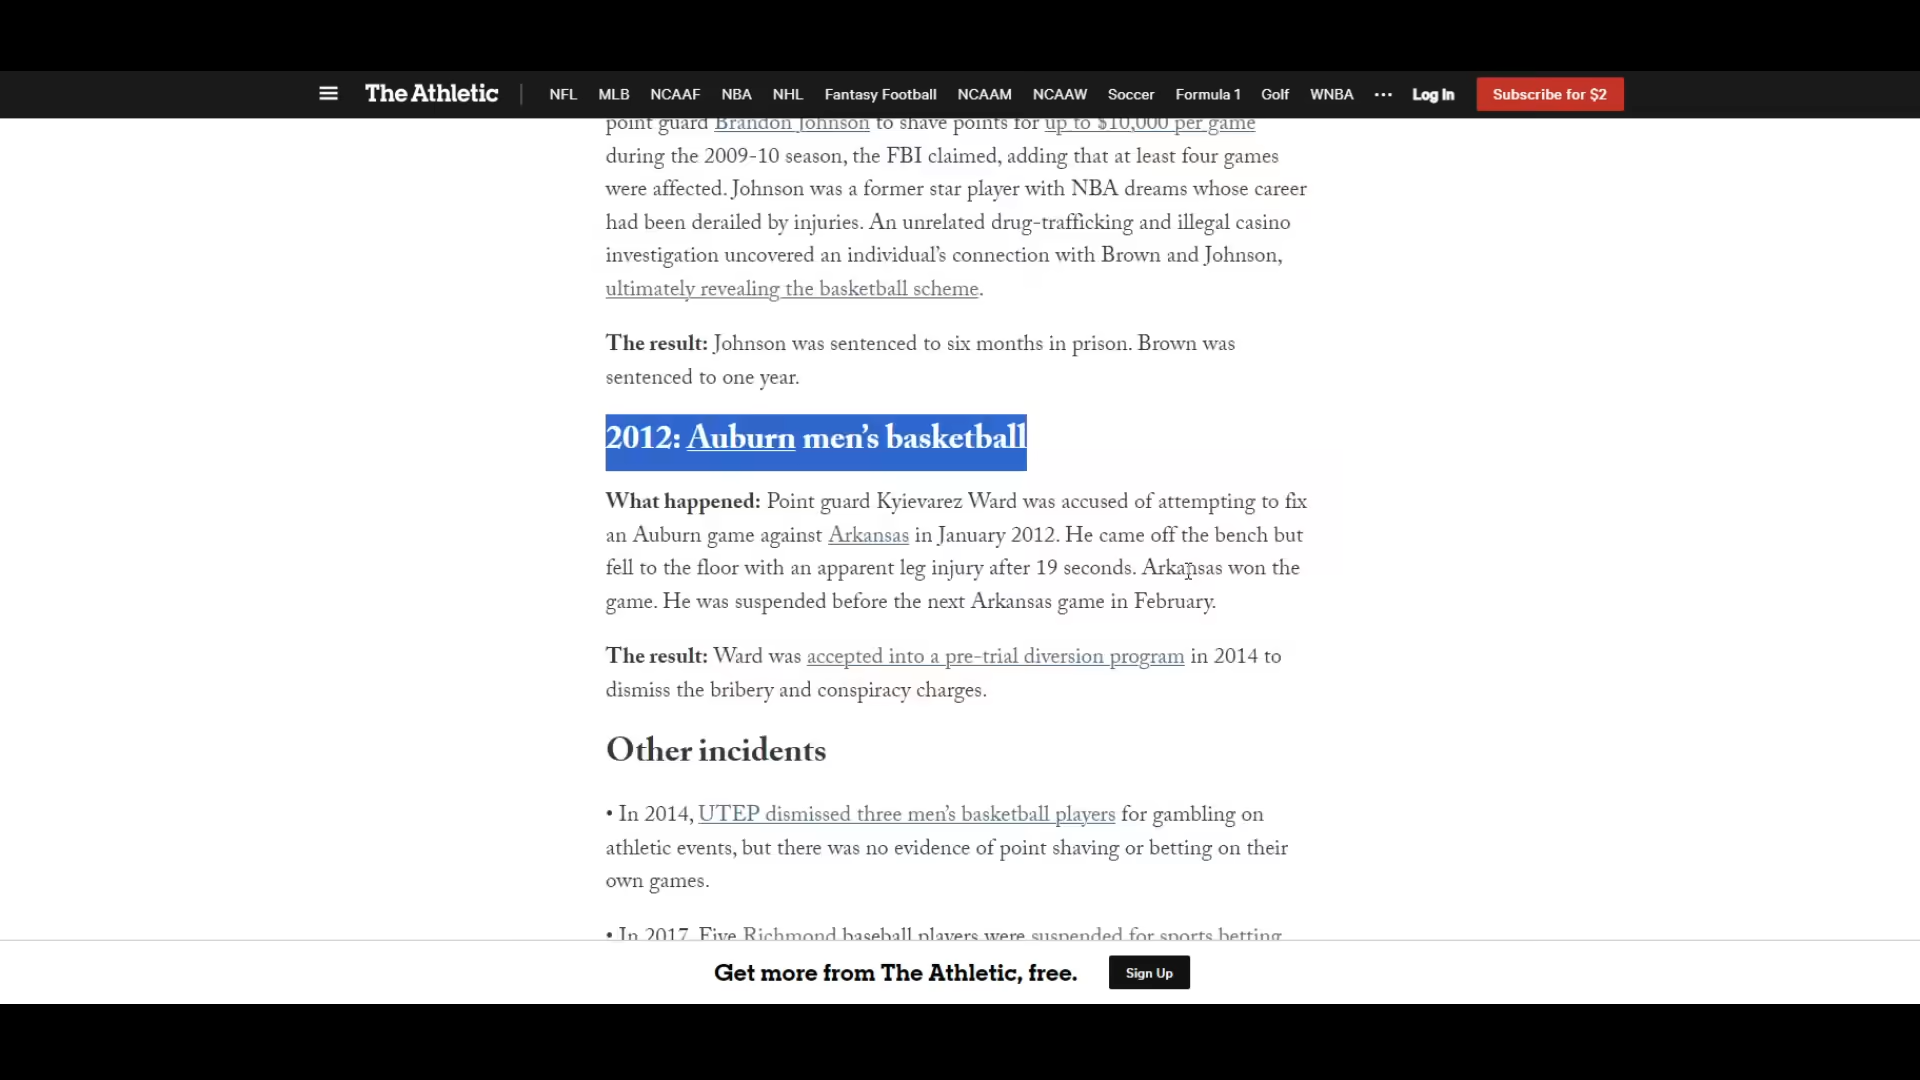 The Athletic NFL MLB NCAAF NBA NHL Fantasy Football NCAAM NCAAW Soccer Formula 1 Golf WNBA ··· Log In Subscribe for $2
point guard Brandon Johnson to shave points for up to $10,000 per game
during the 2009-10 season, the FBI claimed, adding that at least four games
were affected. Johnson was a former star player with NBA dreams whose career
had been derailed by injuries. An unrelated drug-trafficking and illegal casino
investigation uncovered an individual’s connection with Brown and Johnson,
ultimately revealing the basketball scheme.
The result: Johnson was sentenced to six months in prison. Brown was
sentenced to one year.
2012: Auburn men’s basketball
What happened: Point guard Kyievarez Ward was accused of attempting to fix
an Auburn game against Arkansas in January 2012. He came off the bench but
fell to the floor with an apparent leg injury after 19 seconds. Arkansas won the
game. He was suspended before the next Arkansas game in February.
The result: Ward was accepted into a pre-trial diversion program in 2014 to
dismiss the bribery and conspiracy charges.
Other incidents
• In 2014, UTEP dismissed three men’s basketball players for gambling on
athletic events, but there was no evidence of point shaving or betting on their
own games.
• In 2017, Five Richmond baseball players were suspended for sports betting
Get more from The Athletic, free. Sign Up